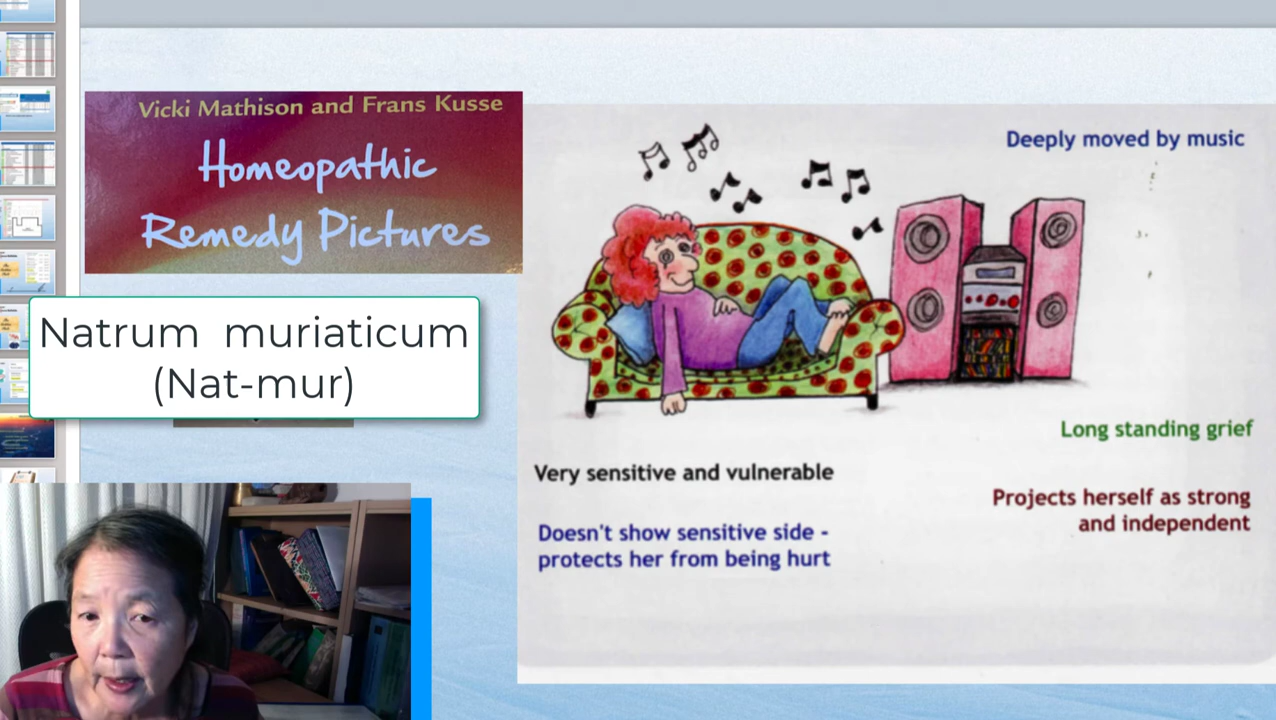 Vicki Mathison and Frans Kusse
Homeopathic
Remedy Pictures
Natrum muriaticum
(Nat-mur)
Deeply moved by music
Long standing grief
Very sensitive and vulnerable
Projects herself as strong
and independent
Doesn't show sensitive side -
protects her from being hurt